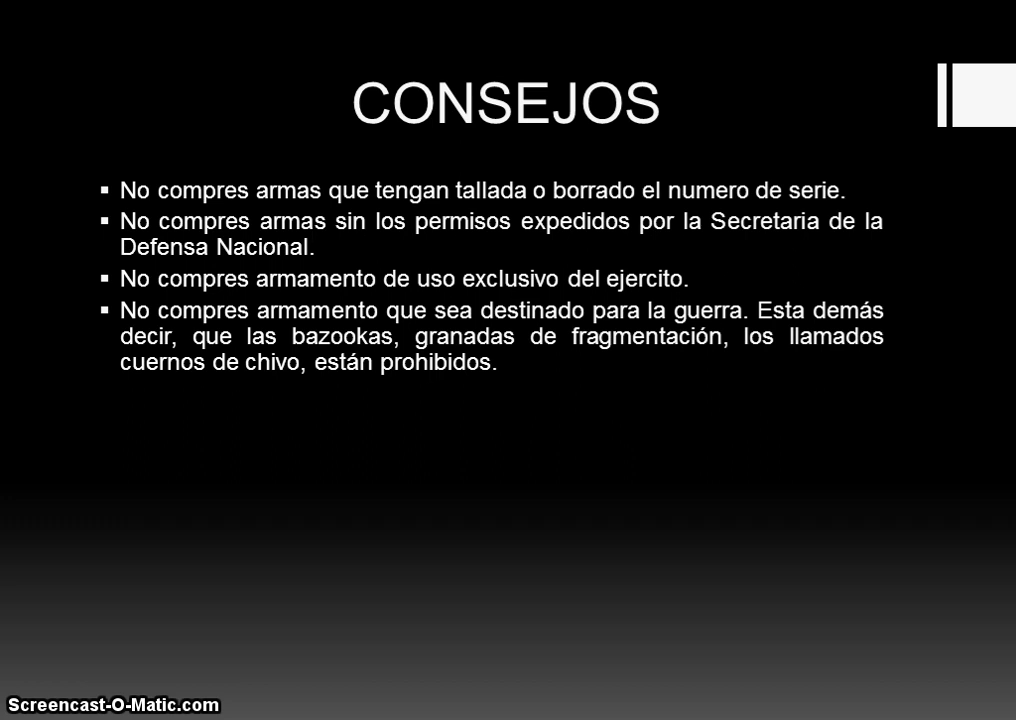 CONSEJOS
▪ No compres armas que tengan tallada o borrado el numero de serie.
▪ No compres armas sin los permisos expedidos por la Secretaria de la
Defensa Nacional.
▪ No compres armamento de uso exclusivo del ejercito.
▪ No compres armamento que sea destinado para la guerra. Esta demás
decir, que las bazookas, granadas de fragmentación, los llamados
cuernos de chivo, están prohibidos.
Screencast-O-Matic.com